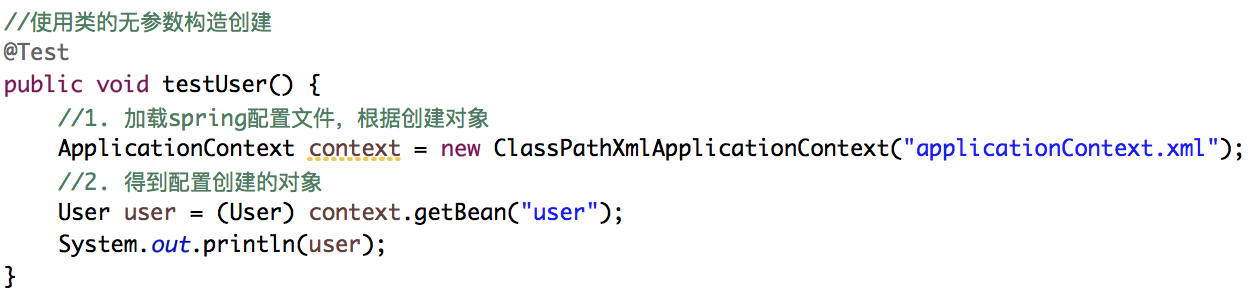 //使用类的无参数构造创建
@Test
public void testUser() {
    //1. 加载spring配置文件，根据创建对象
    ApplicationContext context = new ClassPathXmlApplicationContext("applicationContext.xml");
    //2. 得到配置创建的对象
    User user = (User) context.getBean("user");
    System.out.println(user);
}